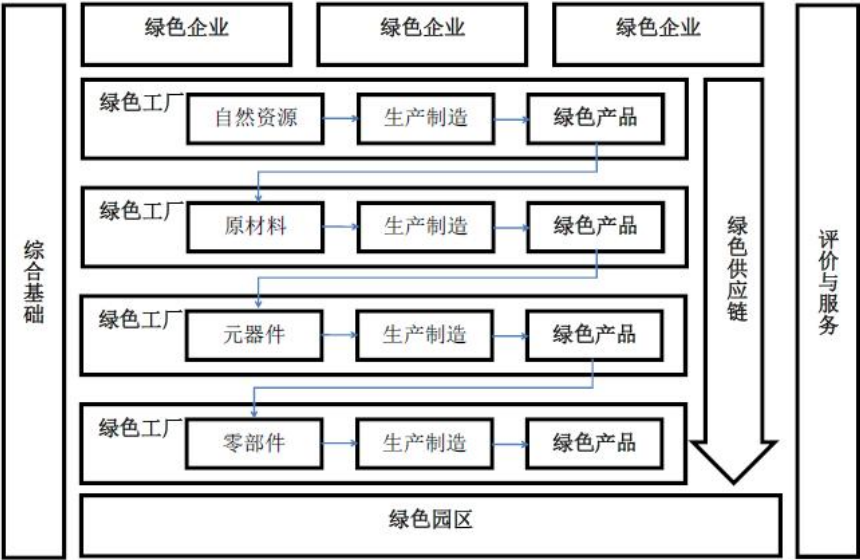 绿色企业
绿色企业
绿色企业
绿色工厂
自然资源
生产制造
绿色产品
绿色工厂
原材料
生产制造
绿色产品
绿色工厂
元器件
生产制造
绿色产品
绿色工厂
零部件
生产制造
绿色产品
综合基础
绿色供应链
评价与服务
绿色园区